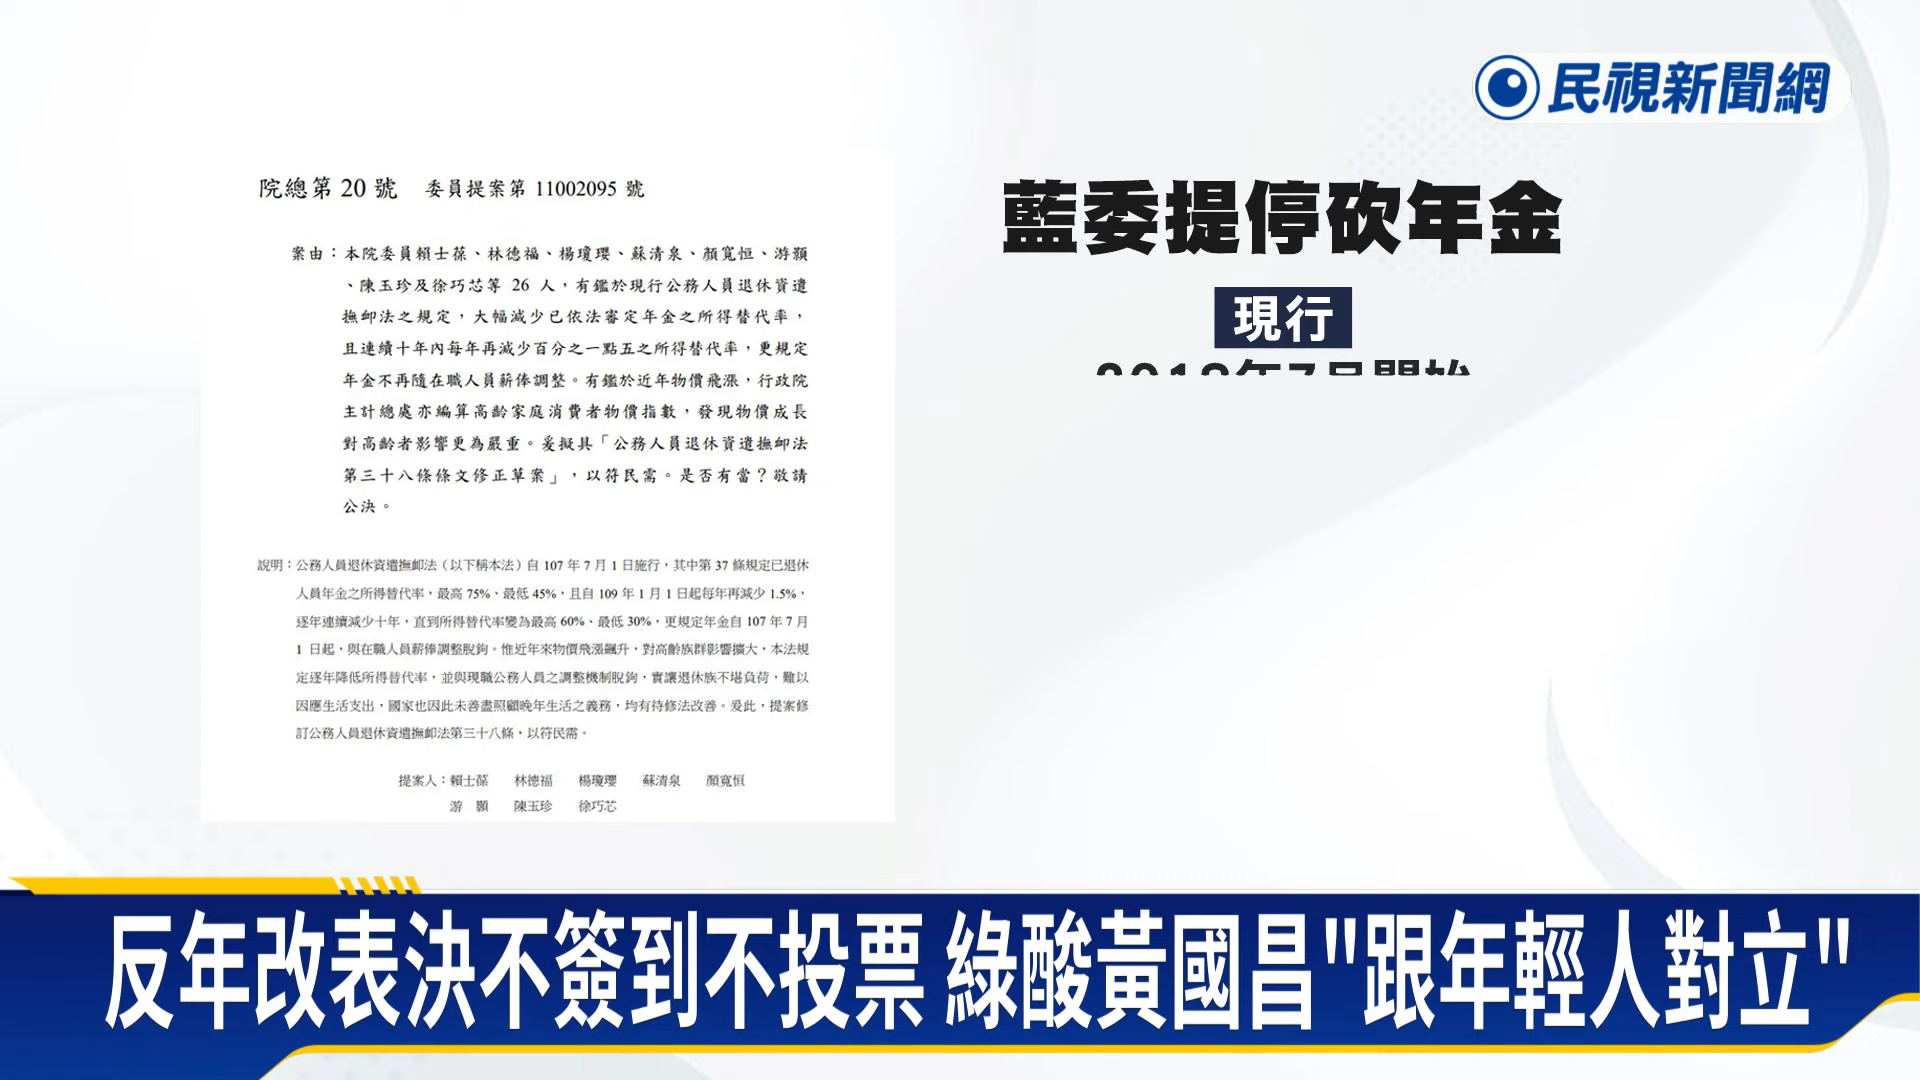 民視新聞網
院總第 20 號 委員提案第 11002095 號
案由：本院委員賴士葆、林德福、楊瓊瓔、蘇清泉、顏寬恒、游顥
、陳玉珍及徐巧芯等 26 人，有鑑於現行公務人員退休資遣
撫卹法之規定，大幅減少已依法審定年金之所得替代率，
且連續十年內每年再減少百分之一點五之所得替代率，更規定
年金不再隨在職人員薪俸調整。有鑑於近年物價飛漲，行政院
主計總處亦編算高齡家庭消費者物價指數，發現物價成長
對高齡者影響更為嚴重。爰擬具「公務人員退休資遣撫卹法
第三十八條條文修正草案」，以符民需。是否有當？敬請
公決。
說明：公務人員退休資遣撫卹法（以下稱本法）自 107 年 7 月 1 日施行，其中第 37 條規定已退休
人員年金之所得替代率，最高 75%、最低 45%，且自 109 年 1 月 1 日起每年再減少 1.5%，
逐年連續減少十年，直到所得替代率變為最高 60%、最低 30%，更規定年金自 107 年 7 月
1 日起，與在職人員薪俸調整脫鉤。惟近年來物價飛漲飆升，對高齡族群影響擴大，本法規
定逐年降低所得替代率，並與現職公務人員之調整機制脫鉤，實讓退休族不堪負荷，難以
因應生活支出，國家也因此未善盡照顧晚年生活之義務，均有待修法改善。爰此，提案修
訂公務人員退休資遣撫卹法第三十八條，以符民需。
提案人：賴士葆 林德福 楊瓊瓔 蘇清泉 顏寬恒
游 顥 陳玉珍 徐巧芯
藍委提停砍年金
現行
2018年7月開始
反年改表決不簽到不投票 綠酸黃國昌"跟年輕人對立"